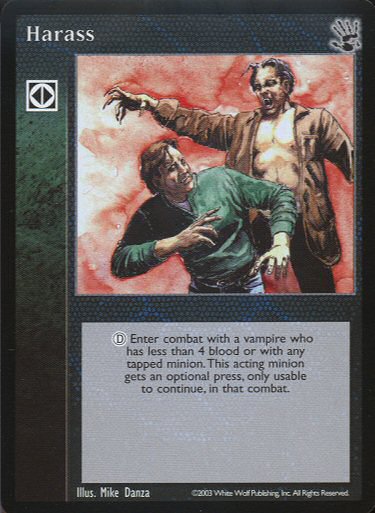 Harass
D Enter combat with a vampire who
has less than 4 blood or with any
tapped minion. This acting minion
gets an optional press, only usable
to continue, in that combat.
Illus. Mike Danza
©2003 White Wolf Publishing, Inc. All Rights Reserved.